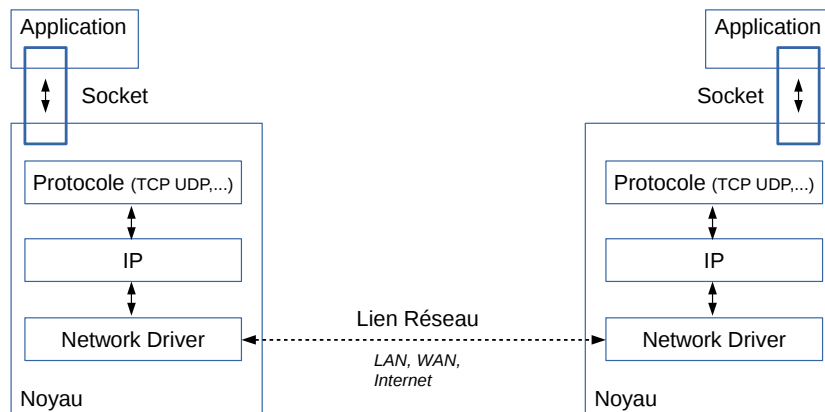 Application
Application
Socket
Socket
Protocole (TCP UDP,...)
Protocole (TCP UDP,...)
IP
IP
Lien Réseau
Network Driver
Network Driver
LAN, WAN,
Internet
Noyau
Noyau